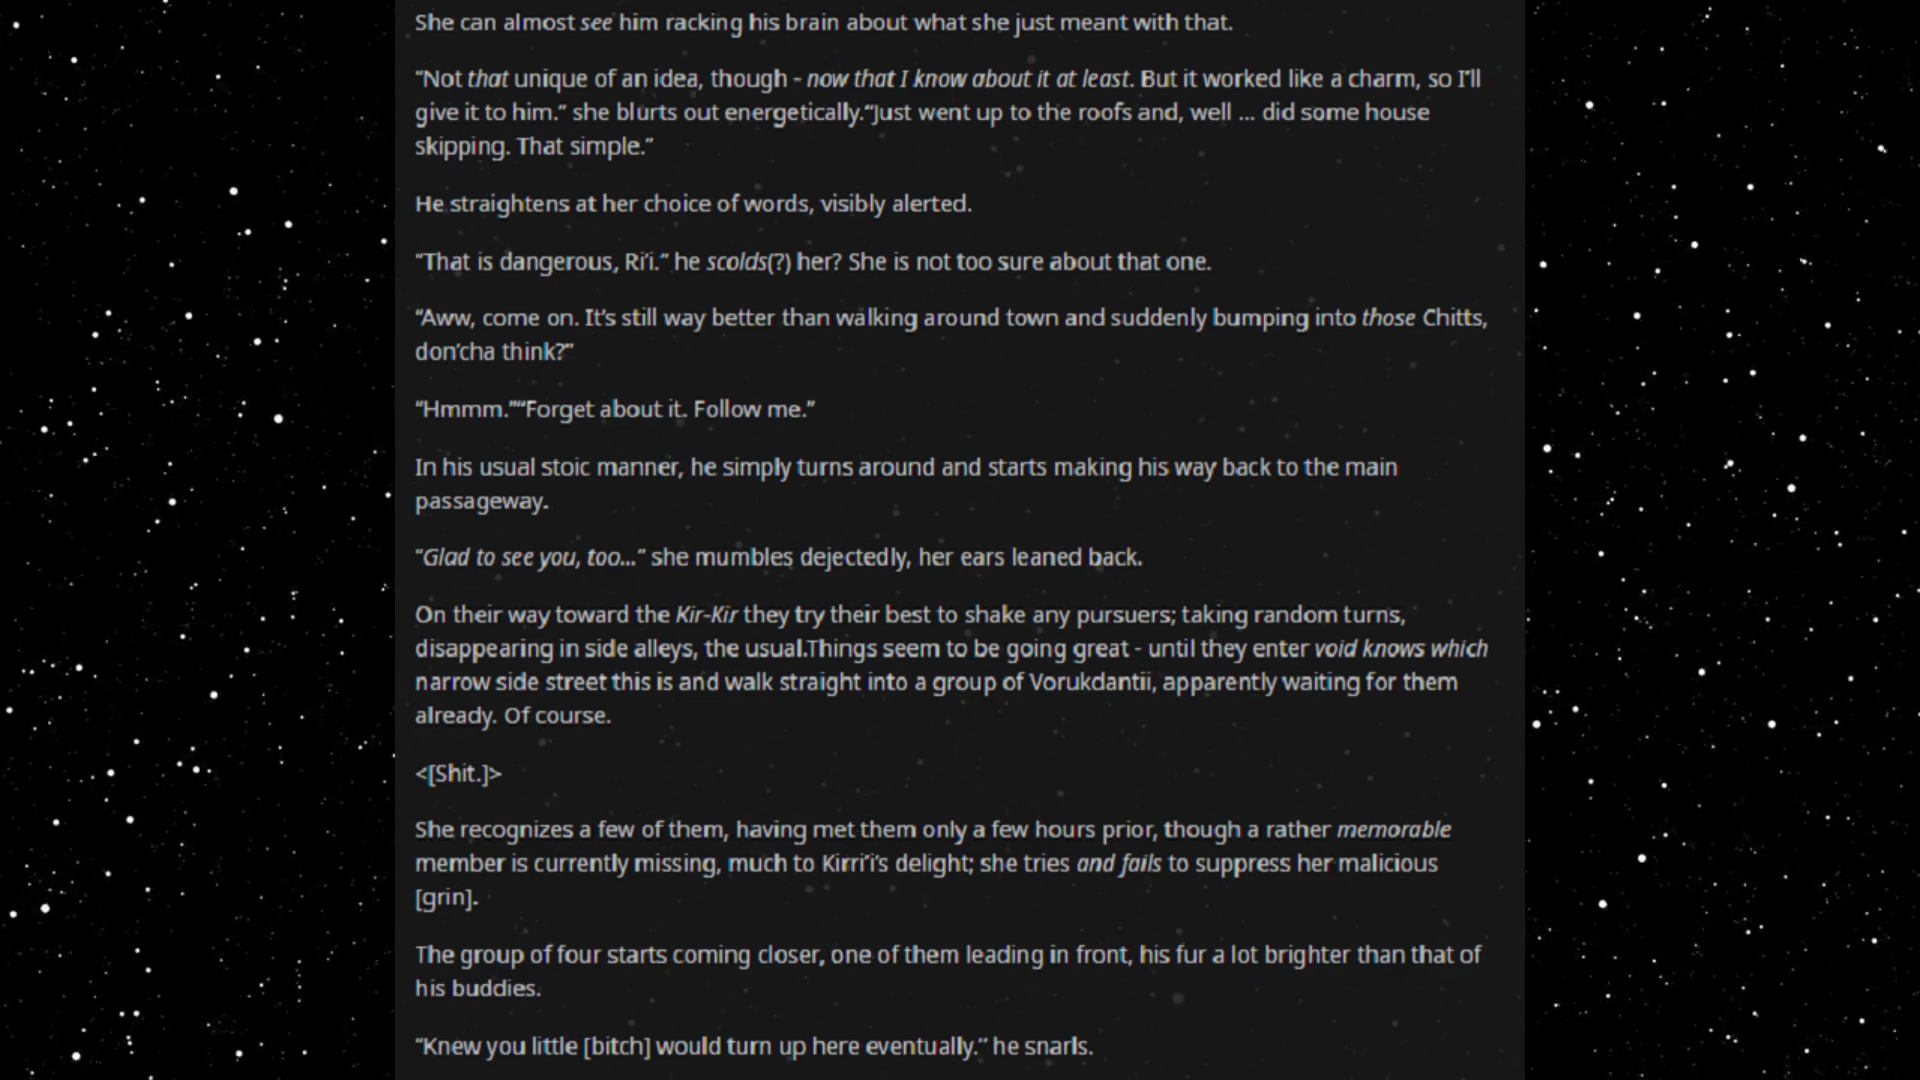 She can almost see him racking his brain about what she just meant with that.
“Not that unique of an idea, though - now that I know about it at least. But it worked like a charm, so I’ll
give it to him.” she blurts out energetically.“Just went up to the roofs and, well ... did some house
skipping. That simple.”
He straightens at her choice of words, visibly alerted.
“That is dangerous, Ri’i.” he scolds(?) her? She is not too sure about that one.
“Aww, come on. It’s still way better than walking around town and suddenly bumping into those Chitts,
don’cha think?”
“Hmmm.”“Forget about it. Follow me.”
In his usual stoic manner, he simply turns around and starts making his way back to the main
passageway.
“Glad to see you, too...” she mumbles dejectedly, her ears leaned back.
On their way toward the Kir-Kir they try their best to shake any pursuers; taking random turns,
disappearing in side alleys, the usual.Things seem to be going great - until they enter void knows which
narrow side street this is and walk straight into a group of Vorukdantii, apparently waiting for them
already. Of course.
<[Shit.]>
She recognizes a few of them, having met them only a few hours prior, though a rather memorable
member is currently missing, much to Kirri’i’s delight; she tries and fails to suppress her malicious
[grin].
The group of four starts coming closer, one of them leading in front, his fur a lot brighter than that of
his buddies.
“Knew you little [bitch] would turn up here eventually.” he snarls.